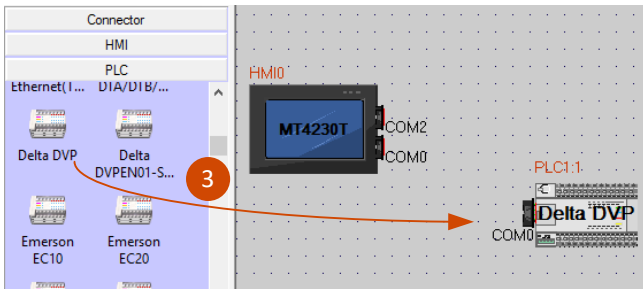 Connector
HMI
PLC
Ethernet(T...
DTA/DTB/...
Delta DVP
Delta
DVPEN01-S...
Emerson
EC10
Emerson
EC20
3
HMI0
MT4230T
COM2
COM0
PLC1:1
Delta DVP
COM0